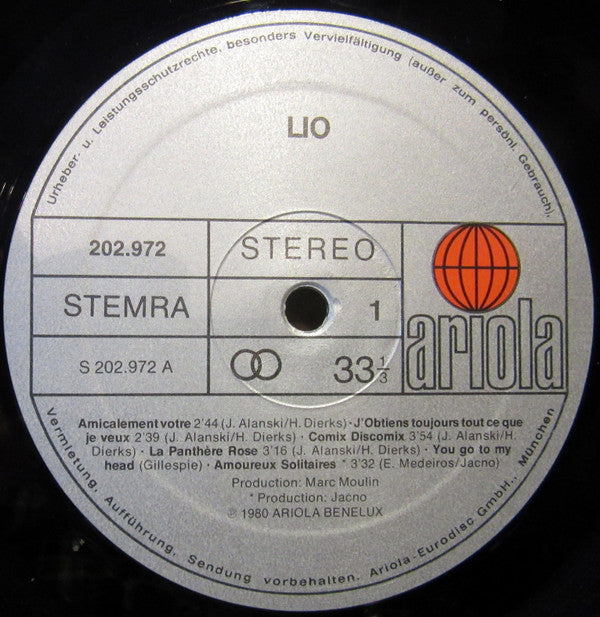 Urheber- u. Leistungsschutzrechte, besonders Vervielfältigung (außer zum persönl. Gebrauch),
LIO
202.972
STEREO
STEMRA
1
S 202.972 A
33 1/3
ariola
Amicalement votre 2'44 (J. Alanski/H. Dierks) · J'Obtiens toujours tout ce que
je veux 2'39 (J. Alanski/H. Dierks) · Comix Discomix 3'54 (J. Alanski/H.
Dierks) · La Panthère Rose 3'16 (J. Alanski/H. Dierks) · You go to my
head (Gillespie) · Amoureux Solitaires * 3'32 (E. Medeiros/Jacno)
Production: Marc Moulin
* Production: Jacno
℗ 1980 ARIOLA BENELUX
Vermietung, Aufführung, Sendung vorbehalten. Ariola-Eurodisc GmbH., München